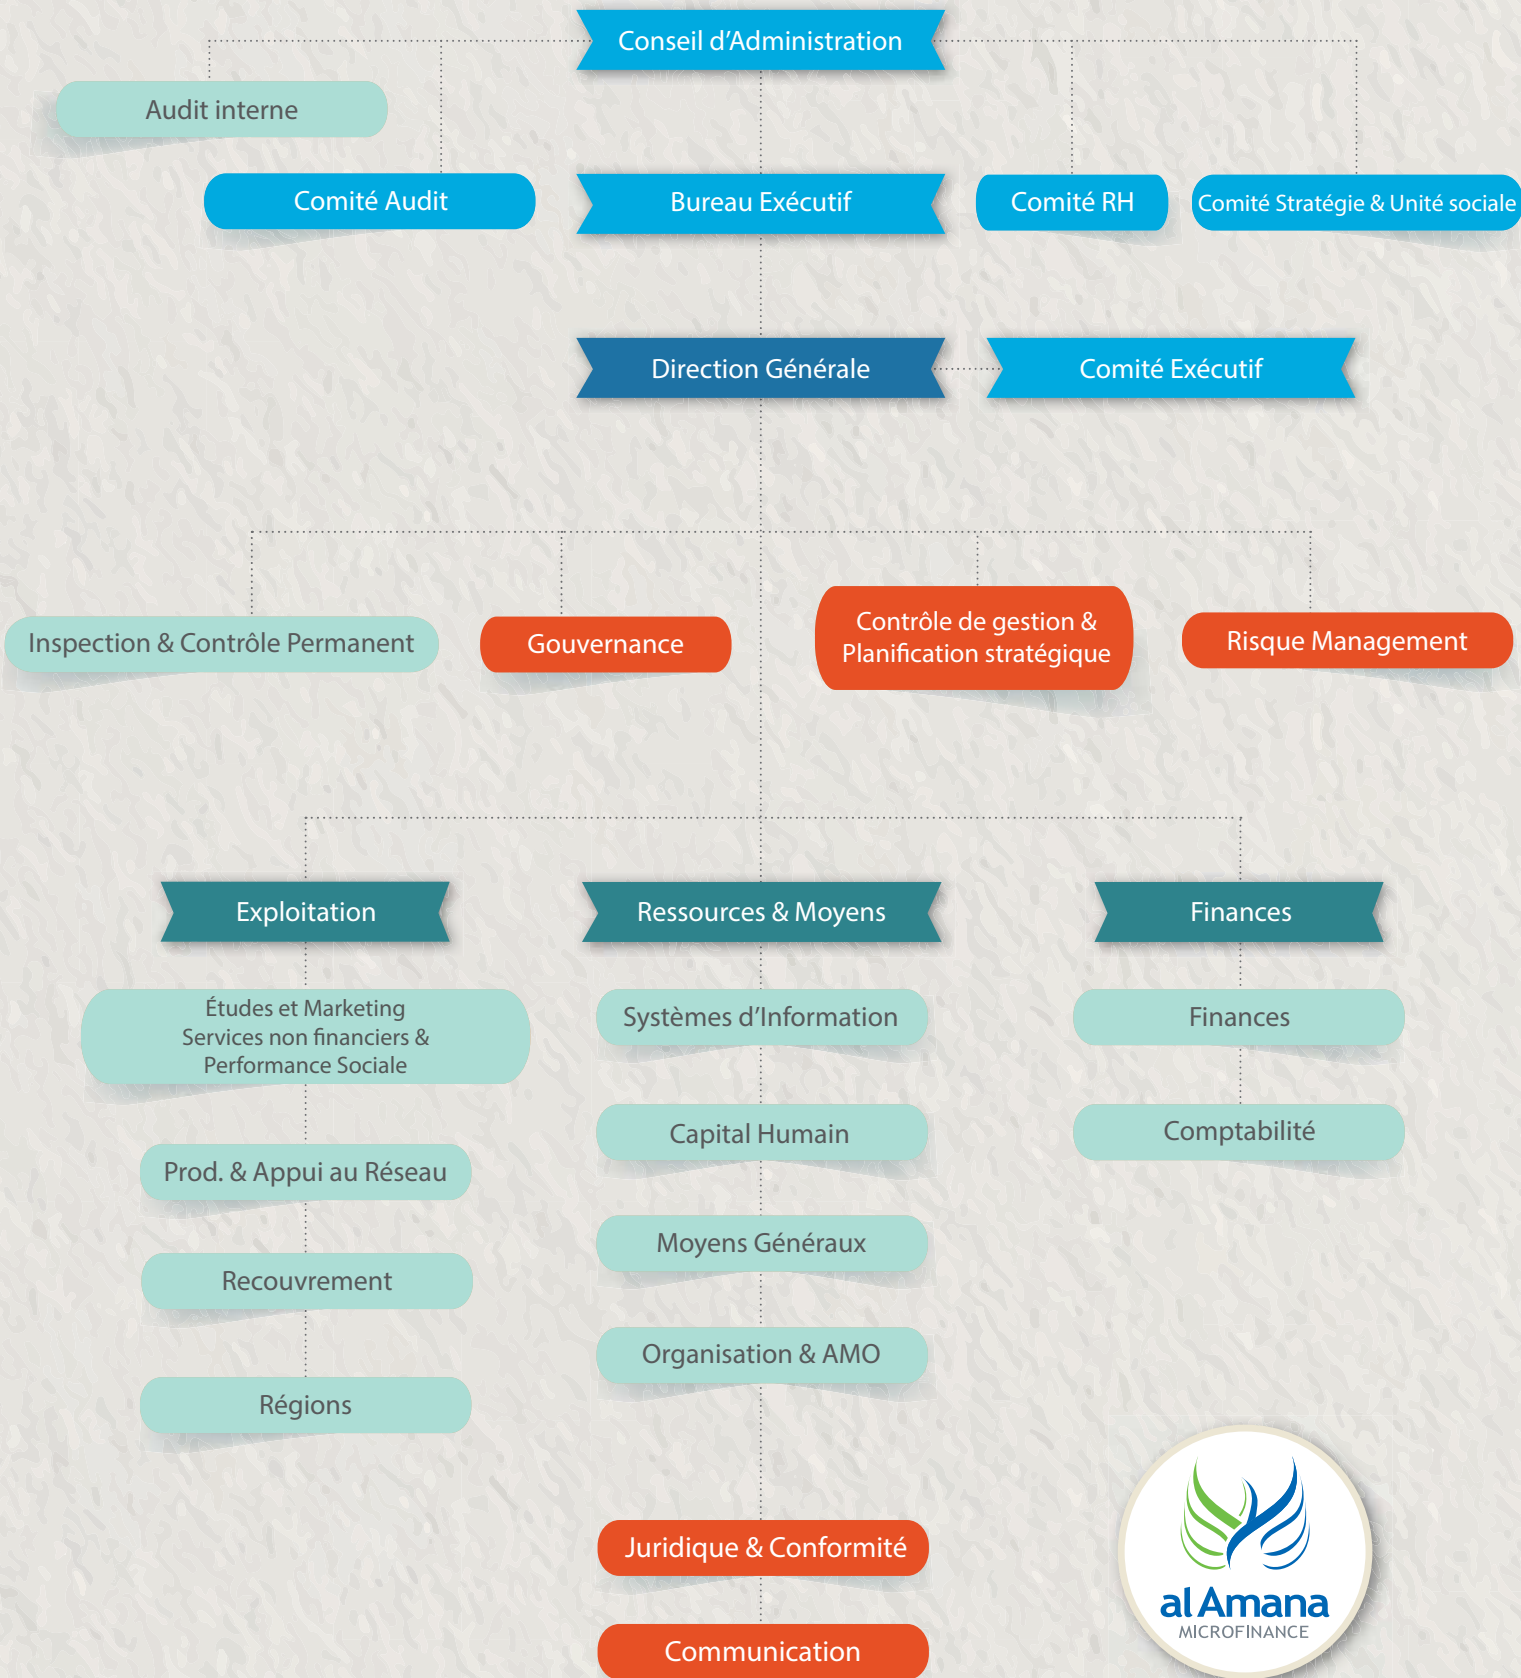 Conseil d’Administration
Audit interne
Comité Audit
Bureau Exécutif
Comité RH
Comité Stratégie & Unité sociale
Direction Générale
Comité Exécutif
Inspection & Contrôle Permanent
Gouvernance
Contrôle de gestion &
Planification stratégique
Risque Management
Exploitation
Ressources & Moyens
Finances
Études et Marketing
Services non financiers &
Performance Sociale
Prod. & Appui au Réseau
Recouvrement
Régions
Systèmes d’Information
Capital Humain
Moyens Généraux
Organisation & AMO
Juridique & Conformité
Communication
Finances
Comptabilité
al Amana
MICROFINANCE